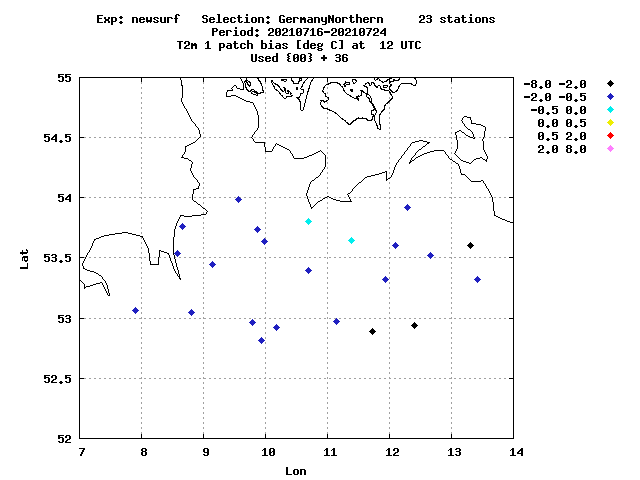 Exp: newsurf   Selection: GermanyNorthern     23 stations
Period: 20210716-20210724
T2m 1 patch bias [deg C] at  12 UTC
Used {00} + 36
-8.0 -2.0
-2.0 -0.5
-0.5 0.0
0.0 0.5
0.5 2.0
2.0 8.0
55
54.5
54
53.5
53
52.5
52
Lat
7 8 9 10 11 12 13 14
Lon